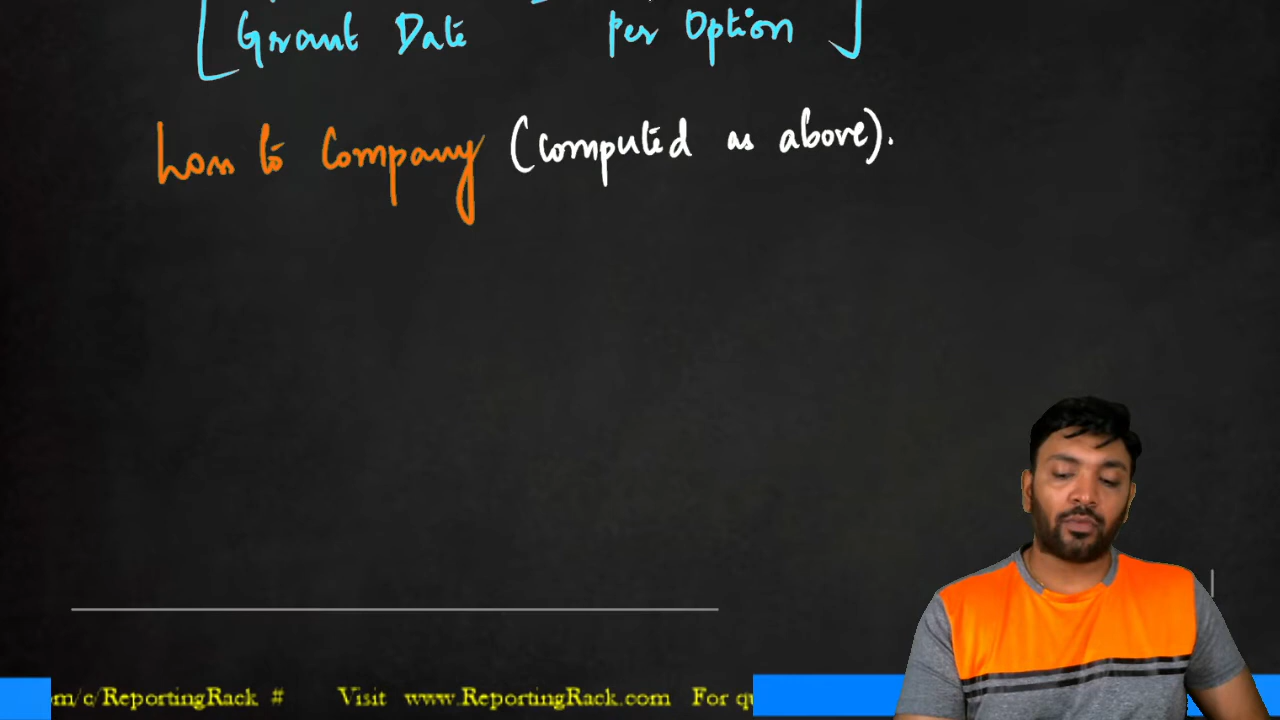 Grant Date per Option
Loss to Company (Computed as above).
m/c/ReportingRack # Visit www.ReportingRack.com For qu